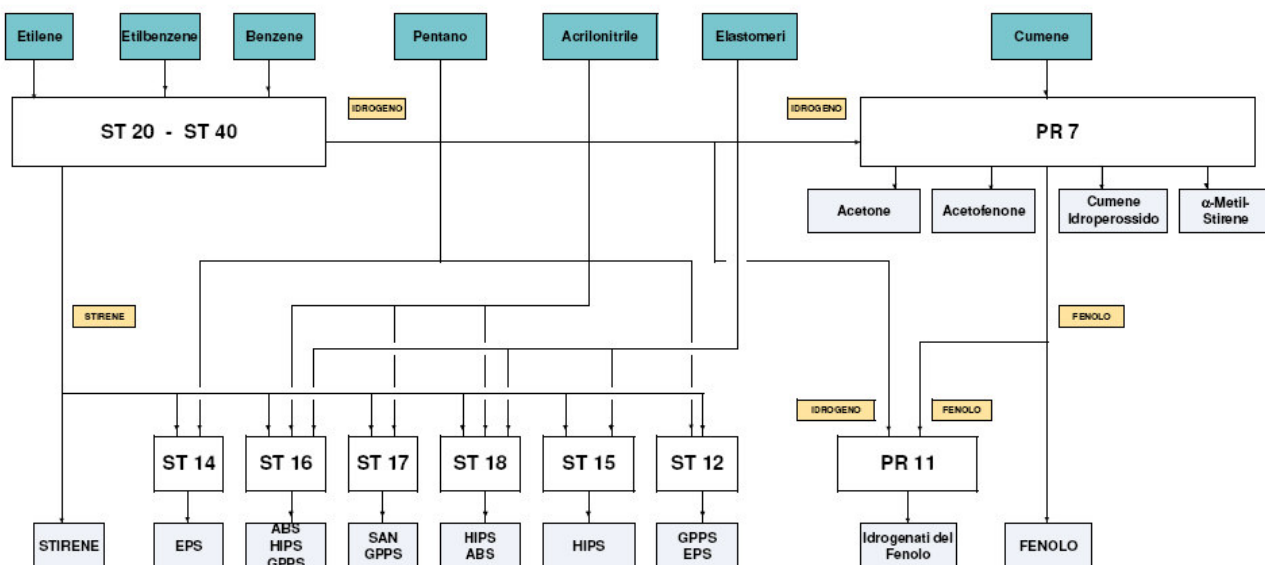 Etilene
Etilbenzene
Benzene
Pentano
Acrilonitrile
Elastomeri
Cumene
IDROGENO
IDROGENO
ST 20 - ST 40
PR 7
Acetone
Acetofenone
Cumene
Idroperossido
α-Metil-
Stirene
STIRENE
FENOLO
IDROGENO
FENOLO
ST 14
ST 16
ST 17
ST 18
ST 15
ST 12
PR 11
STIRENE
EPS
ABS
HIPS
GPPS
SAN
GPPS
HIPS
ABS
HIPS
GPPS
EPS
Idrogenati del
Fenolo
FENOLO